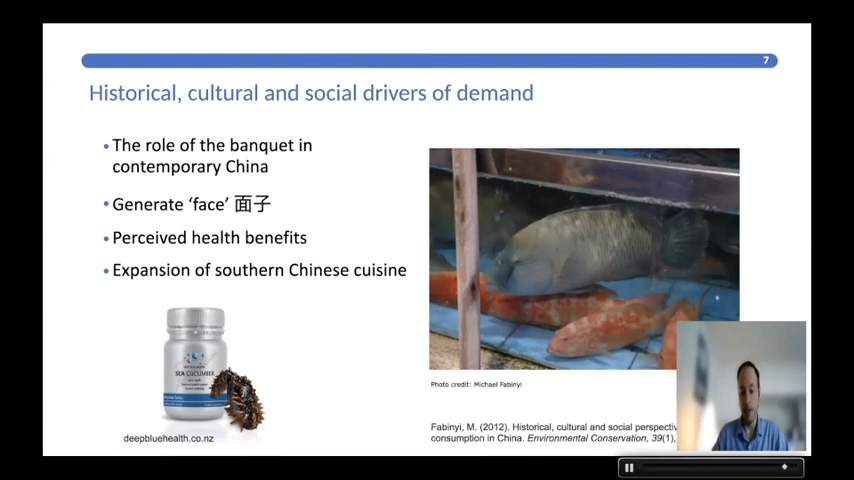 7
Historical, cultural and social drivers of demand
• The role of the banquet in
contemporary China
• Generate ‘face’ 面子
• Perceived health benefits
• Expansion of southern Chinese cuisine
SEA CUCUMBER
deepbluehealth.co.nz
Photo credit: Michael Fabinyi
Fabinyi, M. (2012). Historical, cultural and social
consumption in China. Environmental Conservation, 39(1),